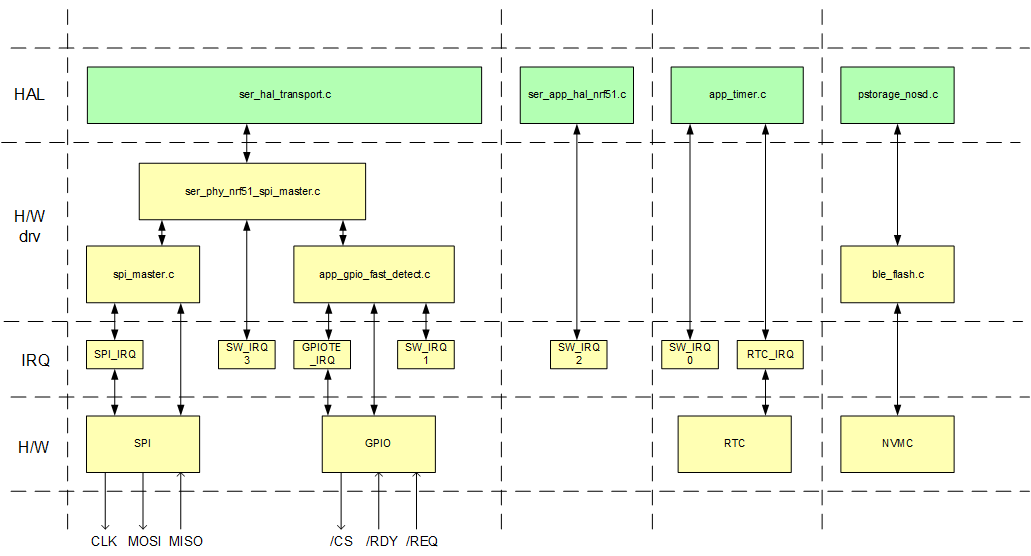 HAL
ser_hal_transport.c
ser_app_hal_nrf51.c
app_timer.c
pstorage_nosd.c
H/W
drv
ser_phy_nrf51_spi_master.c
spi_master.c
app_gpio_fast_detect.c
ble_flash.c
IRQ
SPI_IRQ
SW_IRQ
3
GPIOTE
_IRQ
SW_IRQ
1
SW_IRQ
2
SW_IRQ
0
RTC_IRQ
H/W
SPI
GPIO
RTC
NVMC
CLK
MOSI
MISO
/CS
/RDY
/REQ